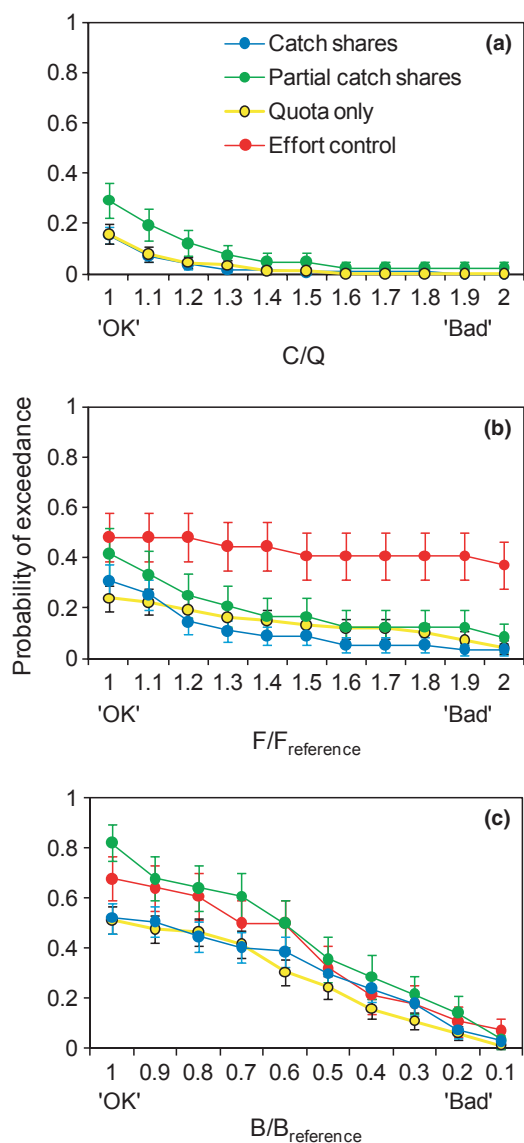 1
0.8
0.6
0.4
0.2
0
(a)
Catch shares
Partial catch shares
Quota only
Effort control
1 1.1 1.2 1.3 1.4 1.5 1.6 1.7 1.8 1.9 2
'OK' 'Bad'
C/Q
Probability of exceedance
1
0.8
0.6
0.4
0.2
0
(b)
1 1.1 1.2 1.3 1.4 1.5 1.6 1.7 1.8 1.9 2
'OK' 'Bad'
F/Freference
1
0.8
0.6
0.4
0.2
0
(c)
1 0.9 0.8 0.7 0.6 0.5 0.4 0.3 0.2 0.1
'OK' 'Bad'
B/Breference